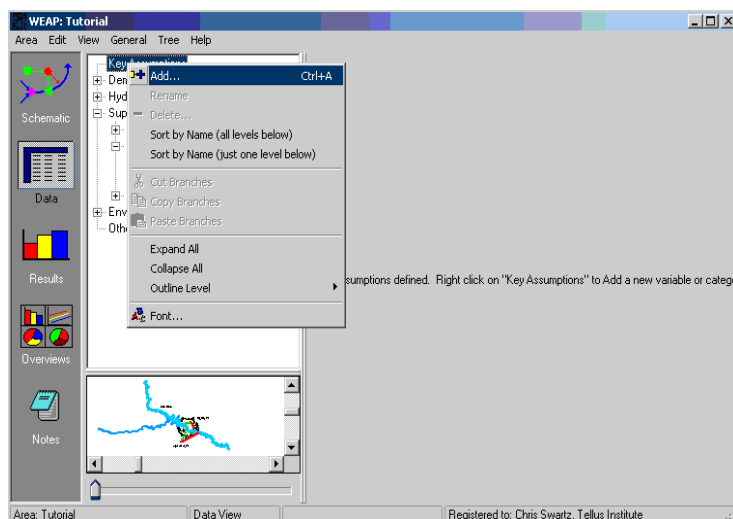 WEAP: Tutorial
Area Edit View General Tree Help
Schematic
Data
Results
Overviews
Notes
Key Assumptions
Den
Hyd
Sup
Env
Othe
Add... Ctrl+A
Rename
Delete...
Sort by Name (all levels below)
Sort by Name (just one level below)
Cut Branches
Copy Branches
Paste Branches
Expand All
Collapse All
Outline Level
Font...
sumptions defined. Right click on "Key Assumptions" to Add a new variable or categ
Area: Tutorial
Data View
Registered to: Chris Swartz, Tellus Institute